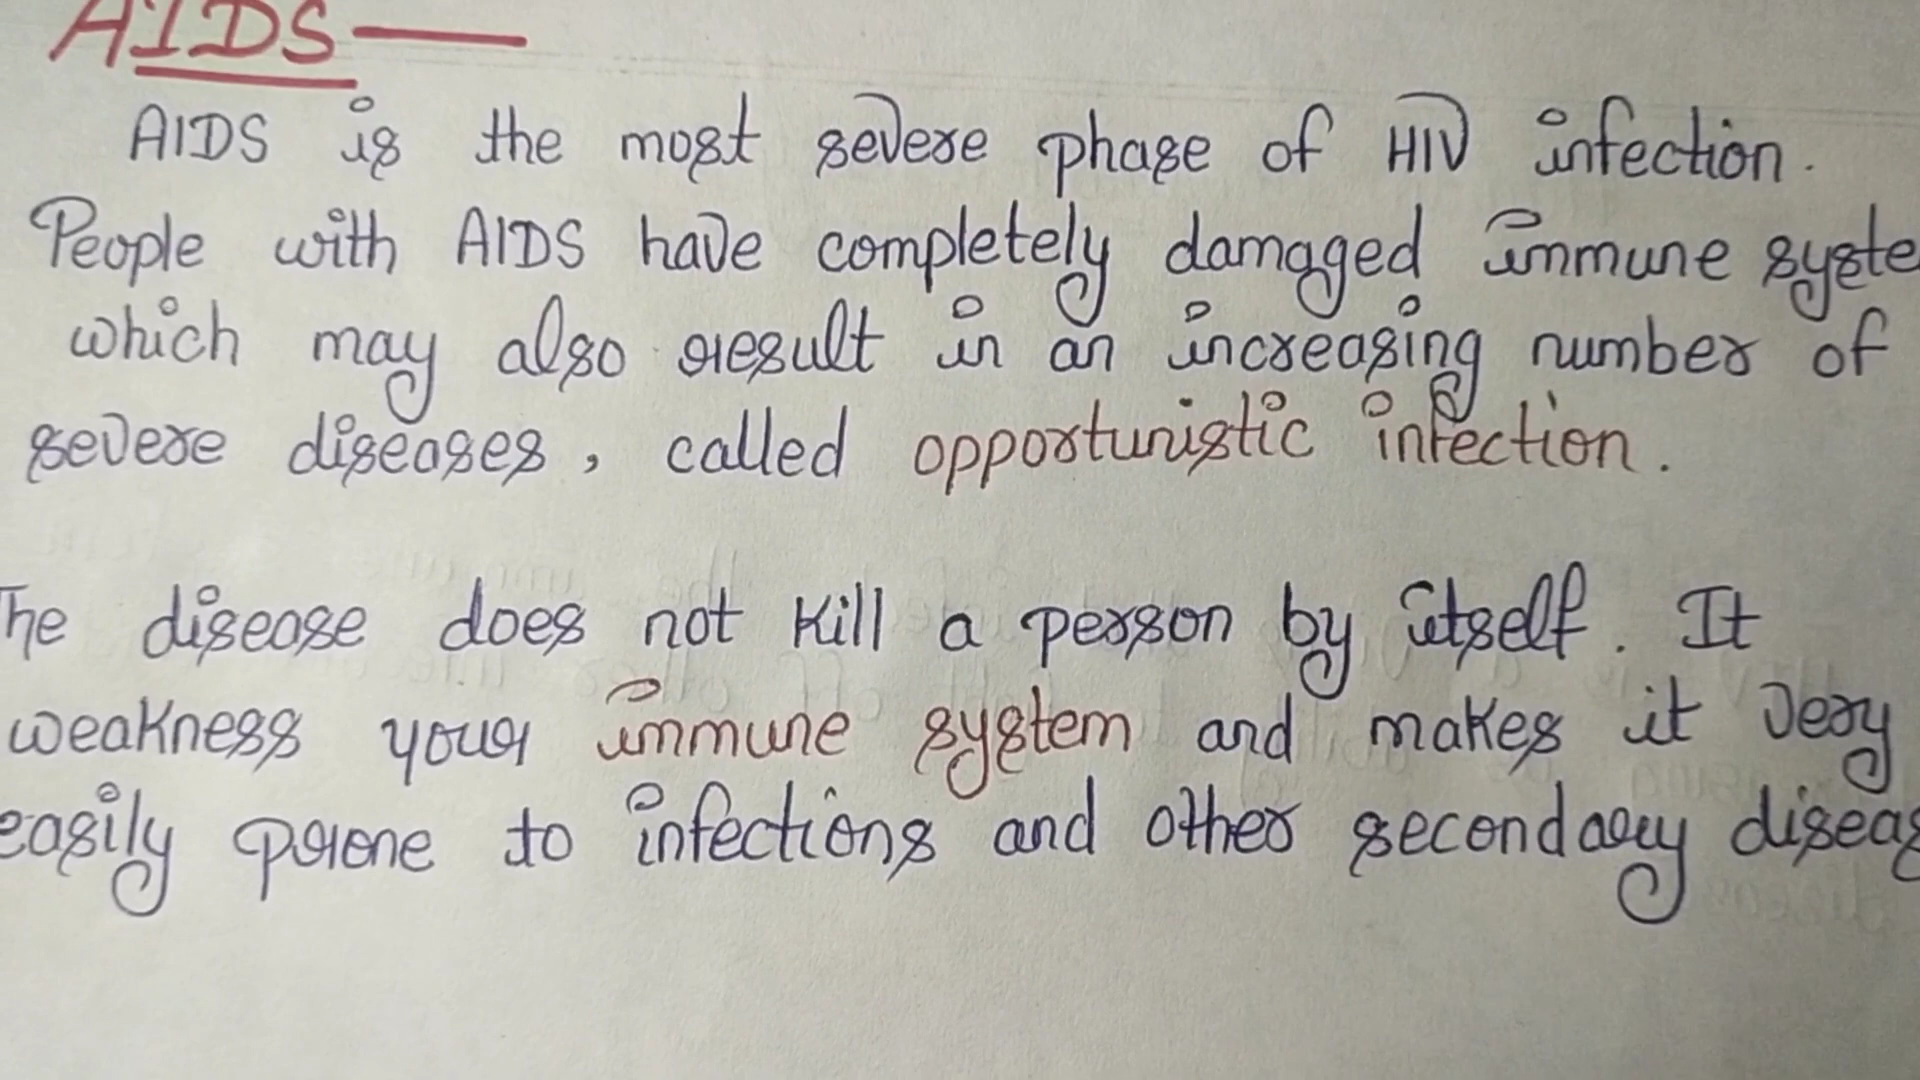 AIDS —
AIDS is the most severe phase of HIV infection.
People with AIDS have completely damaged immune syste
which may also result in an increasing number of
severe diseases, called opportunistic infection.
The disease does not kill a person by itself. It
weakness your immune system and makes it very
easily prone to infections and other secondary diseas